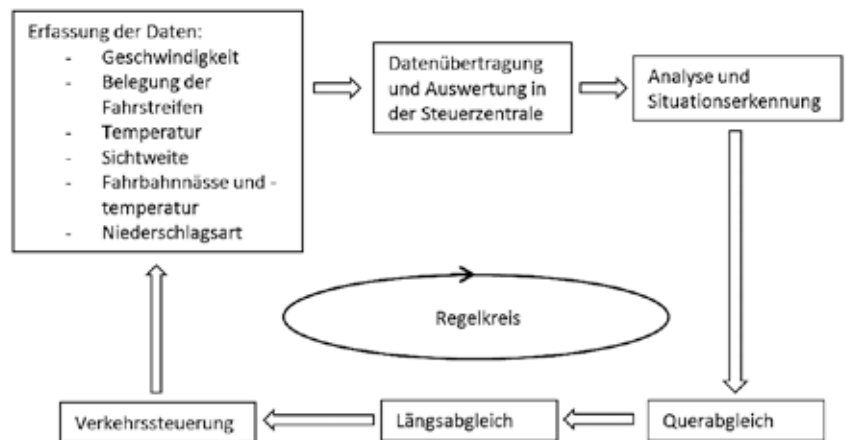 Erfassung der Daten:
- Geschwindigkeit
- Belegung der
Fahrstreifen
- Temperatur
- Sichtweite
- Fahrbahnnässe und -
temperatur
- Niederschlagsart
Datenübertragung
und Auswertung in
der Steuerzentrale
Analyse und
Situationserkennung
Regelkreis
Verkehrssteuerung
Längsabgleich
Querabgleich